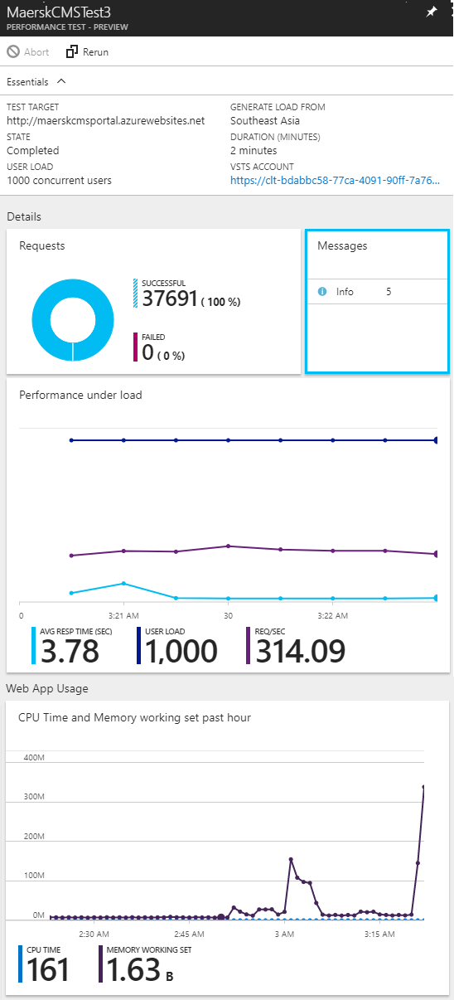 MaerskCMSTest3
PERFORMANCE TEST - PREVIEW
Abort Rerun
Essentials
TEST TARGET
http://maerskcmsportal.azurewebsites.net
GENERATE LOAD FROM
Southeast Asia
STATE
Completed
DURATION (MINUTES)
2 minutes
USER LOAD
1000 concurrent users
VSTS ACCOUNT
https://clt-bdabbc58-77ca-4091-90ff-7a76...
Details
Requests
SUCCESSFUL
37691 ( 100 %)
FAILED
0 ( 0 %)
Messages
Info 5
Performance under load
0 3:21 AM 30 3:22 AM
AVG RESP TIME (SEC)
3.78
USER LOAD
1,000
REQ/SEC
314.09
Web App Usage
CPU Time and Memory working set past hour
400M
300M
200M
100M
0M
2:30 AM 2:45 AM 3 AM 3:15 AM
CPU TIME
161
MEMORY WORKING SET
1.63 B